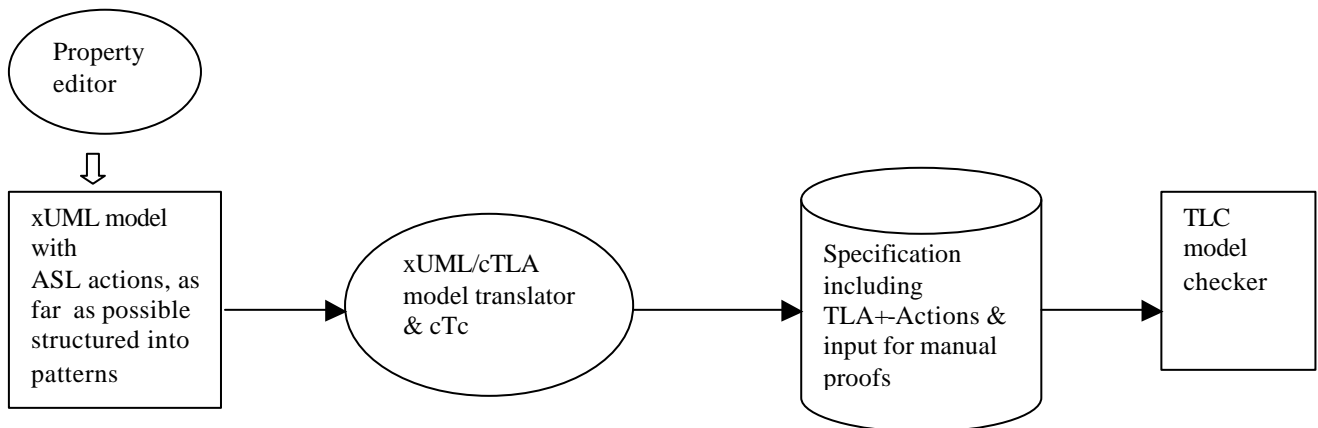 Property
editor
xUML model
with
ASL actions, as
far as possible
structured into
patterns
xUML/cTLA
model translator
& cTc
Specification
including
TLA+-Actions &
input for manual
proofs
TLC
model
checker